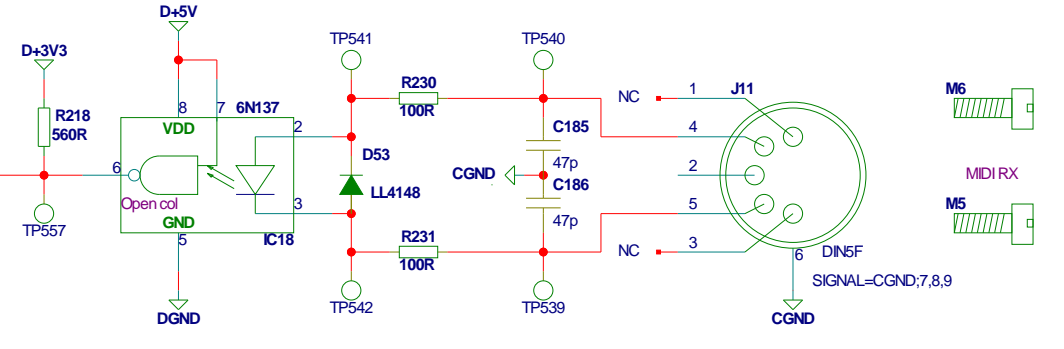 D+5V
TP541
TP540
D+3V3
R230
100R
NC
1
J11
M6
R218
560R
8
7
6N137
VDD
2
C185
4
47p
D53
6
CGND
2
MIDI RX
C186
LL4148
Open col
3
47p
5
M5
GND
TP557
IC18
5
R231
100R
NC
3
DIN5F
6
SIGNAL=CGND;7,8,9
DGND
TP542
TP539
CGND